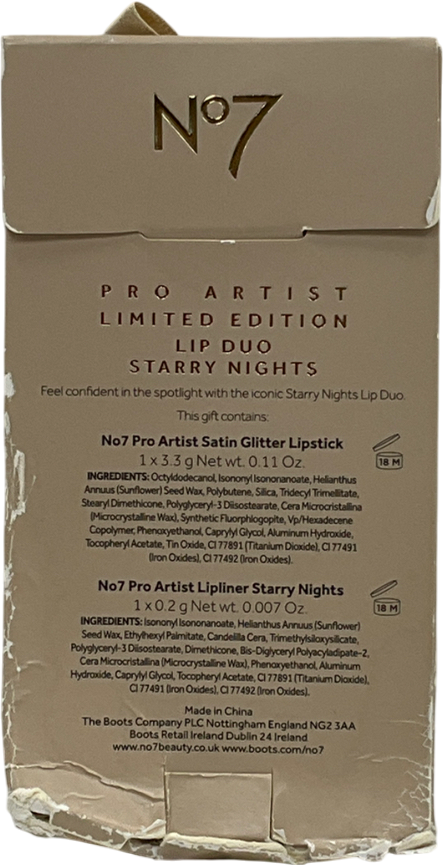 No7
PRO ARTIST
LIMITED EDITION
LIP DUO
STARRY NIGHTS
Feel confident in the spotlight with the iconic Starry Nights Lip Duo.
This gift contains:
No7 Pro Artist Satin Glitter Lipstick
1 x 3.3 g Net wt. 0.11 Oz.
18 M
INGREDIENTS: Octyldodecanol, Isononyl Isononanoate, Helianthus
Annuus (Sunflower) Seed Wax, Polybutene, Silica, Tridecyl Trimellitate,
Stearyl Dimethicone, Polyglyceryl-3 Diisostearate, Cera Microcristallina
(Microcrystalline Wax), Synthetic Fluorphlogopite, Vp/Hexadecene
Copolymer, Phenoxyethanol, Caprylyl Glycol, Aluminum Hydroxide,
Tocopheryl Acetate, Tin Oxide, CI 77891 (Titanium Dioxide), CI 77491
(Iron Oxides), CI 77492 (Iron Oxides).
No7 Pro Artist Lipliner Starry Nights
1 x 0.2 g Net wt. 0.007 Oz.
18 M
INGREDIENTS: Isononyl Isononanoate, Helianthus Annuus (Sunflower)
Seed Wax, Ethylhexyl Palmitate, Candelilla Cera, Trimethylsiloxysilicate,
Polyglyceryl-3 Diisostearate, Dimethicone, Bis-Diglyceryl Polyacyladipate-2,
Cera Microcristallina (Microcrystalline Wax), Phenoxyethanol, Aluminum
Hydroxide, Caprylyl Glycol, Tocopheryl Acetate, CI 77891 (Titanium Dioxide),
CI 77491 (Iron Oxides), CI 77492 (Iron Oxides).
Made in China
The Boots Company PLC Nottingham England NG2 3AA
Boots Retail Ireland Dublin 24 Ireland
www.no7beauty.co.uk www.boots.com/no7